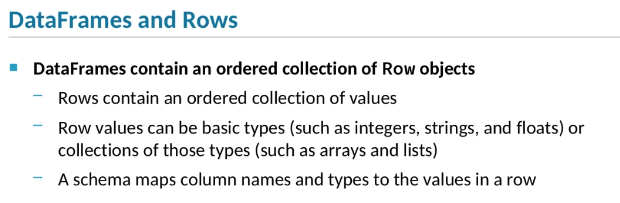 DataFrames and Rows
■ DataFrames contain an ordered collection of Row objects
– Rows contain an ordered collection of values
– Row values can be basic types (such as integers, strings, and floats) or
collections of those types (such as arrays and lists)
– A schema maps column names and types to the values in a row